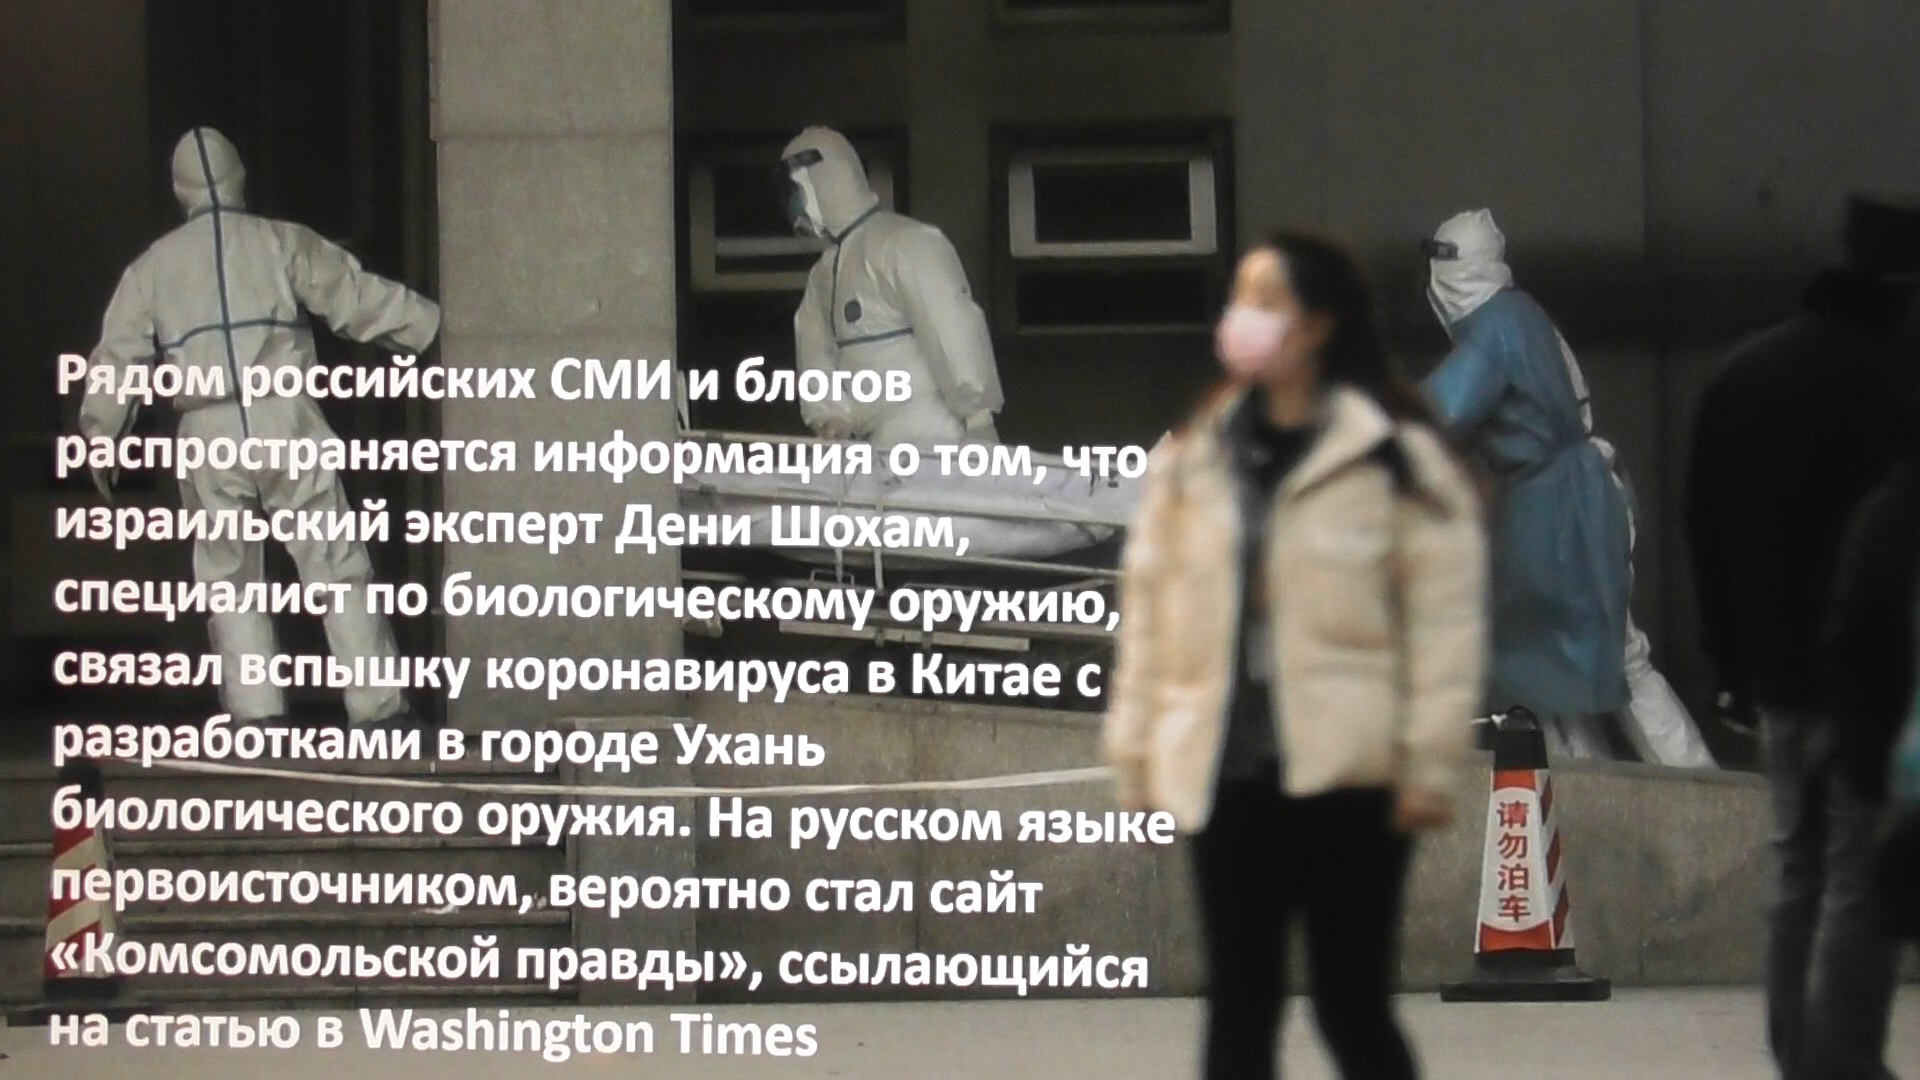 Рядом российских СМИ и блогов
распространяется информация о том, что
израильский эксперт Дени Шохам,
специалист по биологическому оружию,
связал вспышку коронавируса в Китае с
разработками в городе Ухань
биологического оружия. На русском языке
первоисточником, вероятно стал сайт
«Комсомольской правды», ссылающийся
на статью в Washington Times
请勿泊车